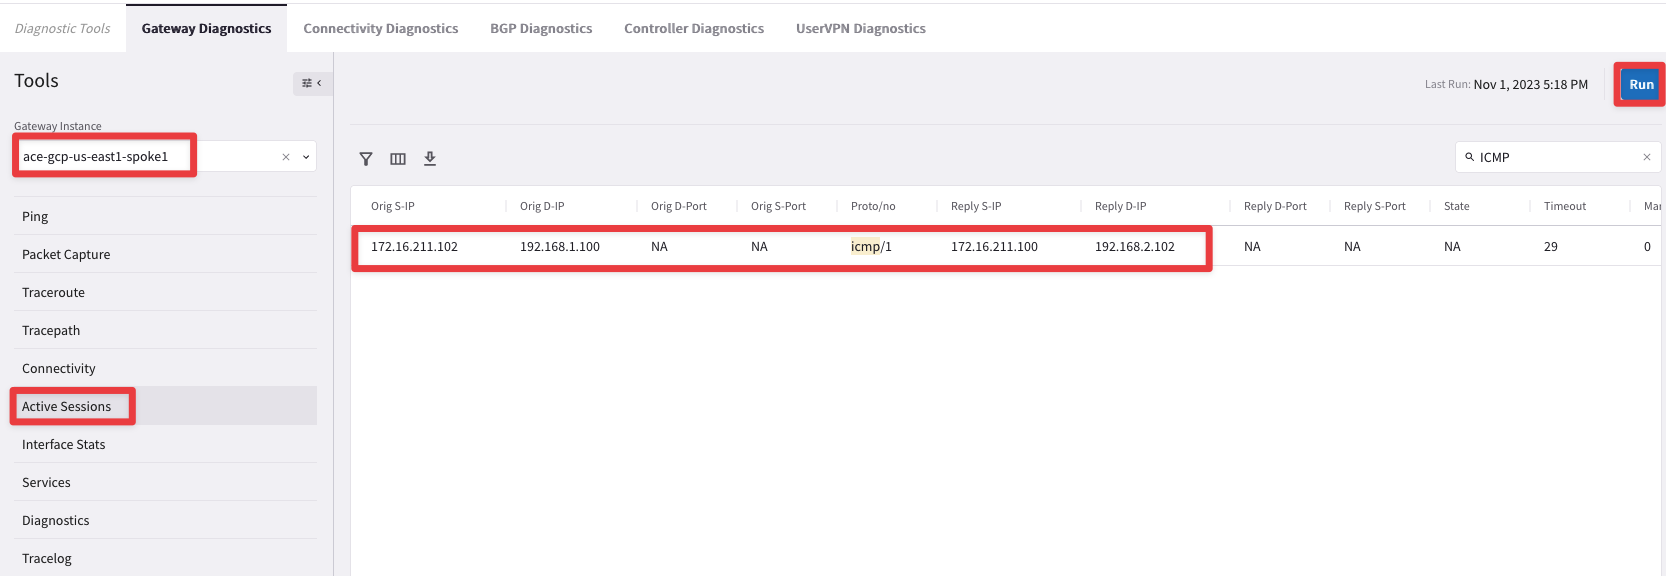 Diagnostic Tools Gateway Diagnostics Connectivity Diagnostics BGP Diagnostics Controller Diagnostics UserVPN Diagnostics
Tools
Last Run: Nov 1, 2023 5:18 PM Run
Gateway Instance
ace-gcp-us-east1-spoke1
ICMP
Ping
Packet Capture
Traceroute
Tracepath
Connectivity
Active Sessions
Interface Stats
Services
Diagnostics
Tracelog
Orig S-IP Orig D-IP Orig D-Port Orig S-Port Proto/no Reply S-IP Reply D-IP Reply D-Port Reply S-Port State Timeout Mar
172.16.211.102 192.168.1.100 NA NA icmp/1 172.16.211.100 192.168.2.102 NA NA NA 29 0